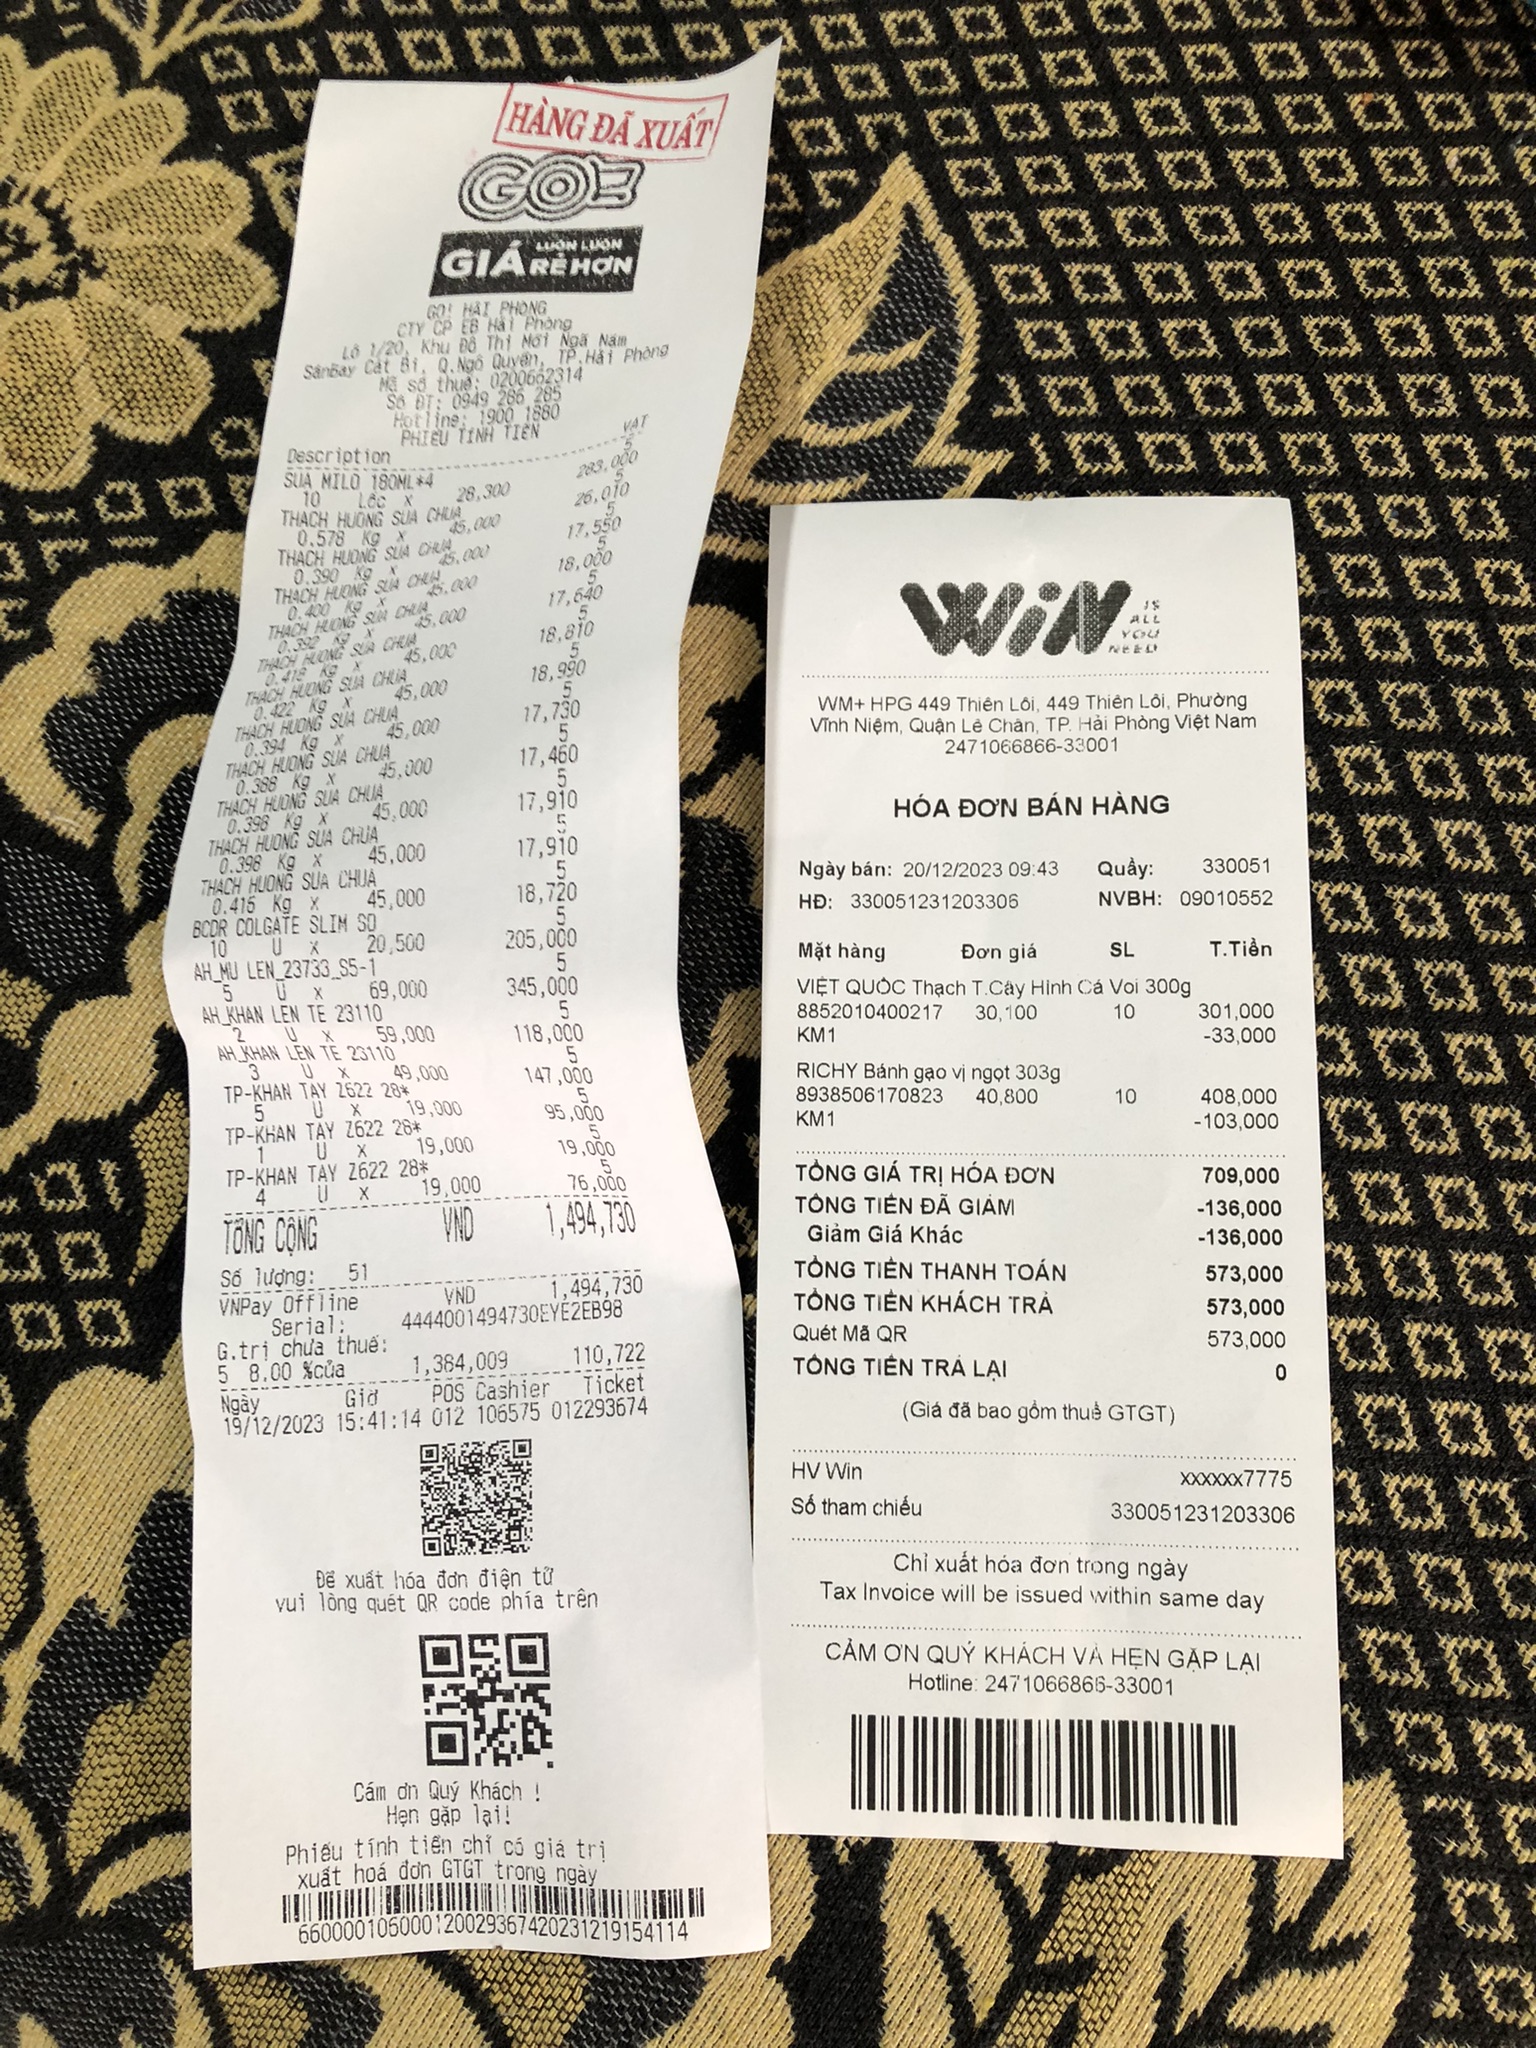 HÀNG ĐÃ XUẤT
GO!
GIÁ LUÔN LUÔN RẺ HƠN
GO! HẢI PHÒNG
CTY CP EB Hải Phòng
Lô 1/20, Khu Đô Thị Mới Ngã Năm
SânBay Cát Bi, Q.Ngô Quyền, TP.Hải Phòng
Mã số thuế: 0200662314
Số ĐT: 0949 286 285
Hotline: 1900 1880
PHIẾU TÍNH TIỀN
Description VAT
SUA MILO 180ML*4 5
10 Lốc x 28,300 283,000
THACH HUONG SUA CHUA 5
0.578 Kg x 45,000 26,010
THACH HUONG SUA CHUA 5
0.390 Kg x 45,000 17,550
THACH HUONG SUA CHUA 5
0.400 Kg x 45,000 18,000
THACH HUONG SUA CHUA 5
0.392 Kg x 45,000 17,640
THACH HUONG SUA CHUA 5
0.418 Kg x 45,000 18,810
THACH HUONG SUA CHUA 5
0.422 Kg x 45,000 18,990
THACH HUONG SUA CHUA 5
0.394 Kg x 45,000 17,730
THACH HUONG SUA CHUA 5
0.388 Kg x 45,000 17,460
THACH HUONG SUA CHUA 5
0.398 Kg x 45,000 17,910
THACH HUONG SUA CHUA 5
0.398 Kg x 45,000 17,910
THACH HUONG SUA CHUA 5
0.415 Kg x 45,000 18,720
BCDR COLGATE SLIM SD 5
10 U x 20,500 205,000
AH_MU LEN_23733_S5-1 5
5 U x 69,000 345,000
AH_KHAN LEN TE 23110 5
2 U x 59,000 118,000
AH_KHAN LEN TE 23110 5
3 U x 49,000 147,000
TP-KHAN TAY Z622 28* 5
5 U x 19,000 95,000
TP-KHAN TAY Z622 28* 5
1 U x 19,000 19,000
TP-KHAN TAY Z622 28* 5
4 U x 19,000 76,000
TỔNG CỘNG VND 1,494,730
Số lượng: 51
VNPay Offline VND 1,494,730
Serial: 4444001494730EYE2EB98
G.trị chưa thuế:
5 8.00 %của 1,384,009 110,722
Ngày Giờ POS Cashier Ticket
19/12/2023 15:41:14 012 106575 012293674
Để xuất hóa đơn điện tử
vui lòng quét QR code phía trên
Cám ơn Quý Khách !
Hẹn gặp lại!
Phiếu tính tiền chỉ có giá trị
xuất hoá đơn GTGT trong ngày
66000010600012002936742023121915 4114
WiN IS ALL YOU NEED
WM+ HPG 449 Thiên Lôi, 449 Thiên Lôi, Phường
Vĩnh Niệm, Quận Lê Chân, TP. Hải Phòng Việt Nam
2471066866-33001
HÓA ĐƠN BÁN HÀNG
Ngày bán: 20/12/2023 09:43 Quầy: 330051
HĐ: 330051231203306 NVBH: 09010552
Mặt hàng Đơn giá SL T.Tiền
VIỆT QUỐC Thạch T.Cây Hình Cá Voi 300g
8852010400217 30,100 10 301,000
KM1 -33,000
RICHY Bánh gạo vị ngọt 303g
8938506170823 40,800 10 408,000
KM1 -103,000
TỔNG GIÁ TRỊ HÓA ĐƠN 709,000
TỔNG TIỀN ĐÃ GIẢM -136,000
Giảm Giá Khác -136,000
TỔNG TIỀN THANH TOÁN 573,000
TỔNG TIỀN KHÁCH TRẢ 573,000
Quét Mã QR 573,000
TỔNG TIỀN TRẢ LẠI 0
(Giá đã bao gồm thuế GTGT)
HV Win xxxxxx7775
Số tham chiếu 330051231203306
Chỉ xuất hóa đơn trong ngày
Tax Invoice will be issued within same day
CẢM ƠN QUÝ KHÁCH VÀ HẸN GẶP LẠI
Hotline: 2471066866-33001